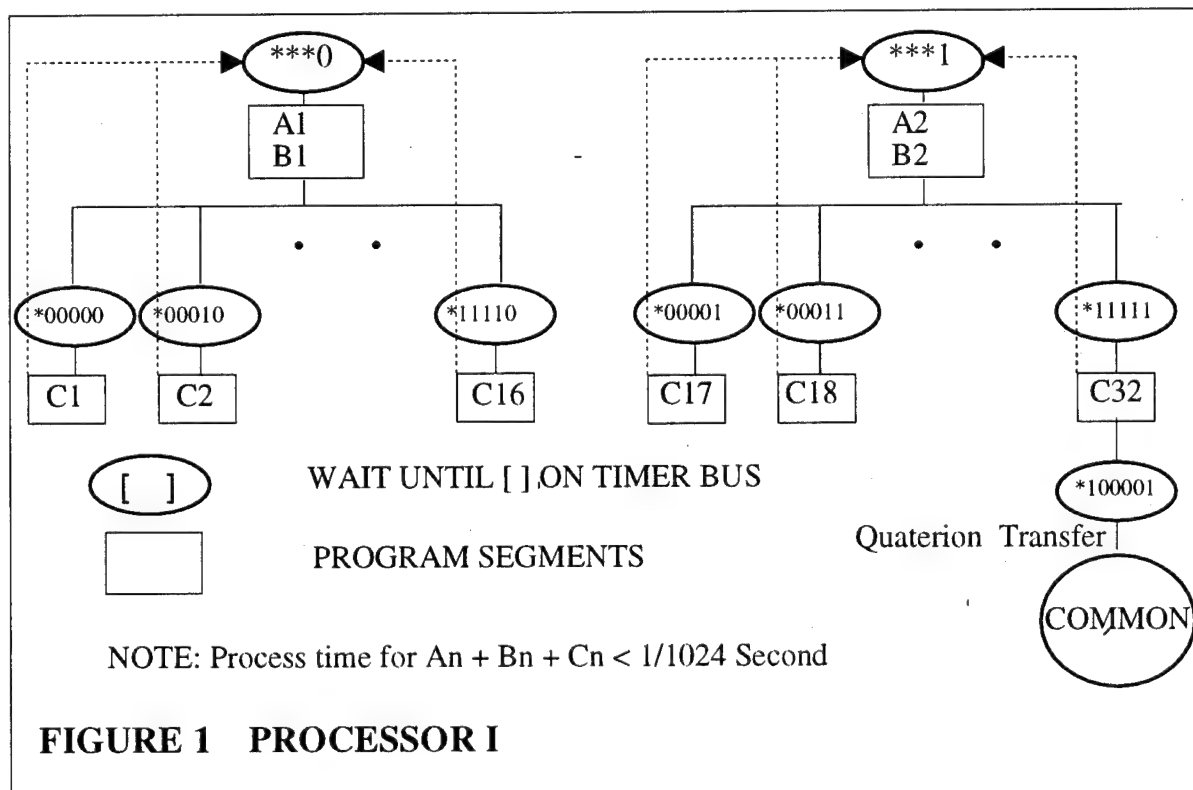 ***0
***1
A1
B1
A2
B2
*00000
*00010
*11110
*00001
*00011
*11111
C1
C2
C16
C17
C18
C32
[ ]
WAIT UNTIL [ ] ON TIMER BUS
*100001
Quaterion Transfer
PROGRAM SEGMENTS
COMMON
NOTE: Process time for An + Bn + Cn < 1/1024 Second
FIGURE 1 PROCESSOR I